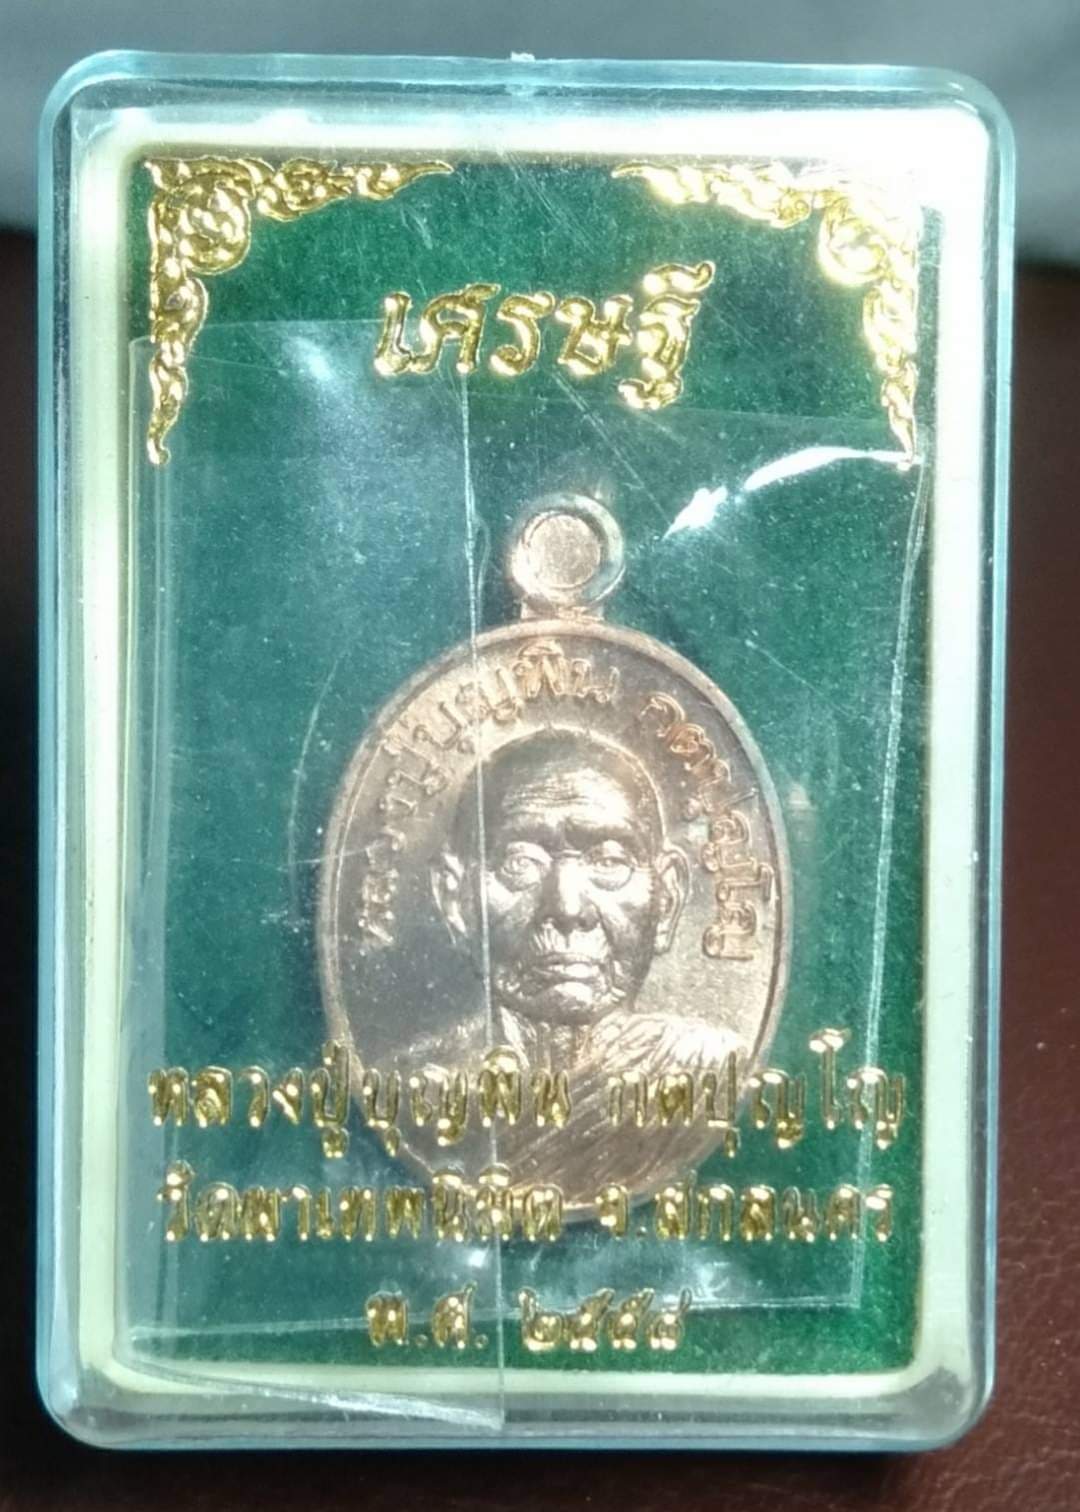 เศรษฐี
หลวงปู่บุญพิน กตปุญโญ
หลวงปู่บุญพิน กตปุญโญ
วัดผาเทพนิมิต จ.สกลนคร
พ.ศ. ๒๕๕๘